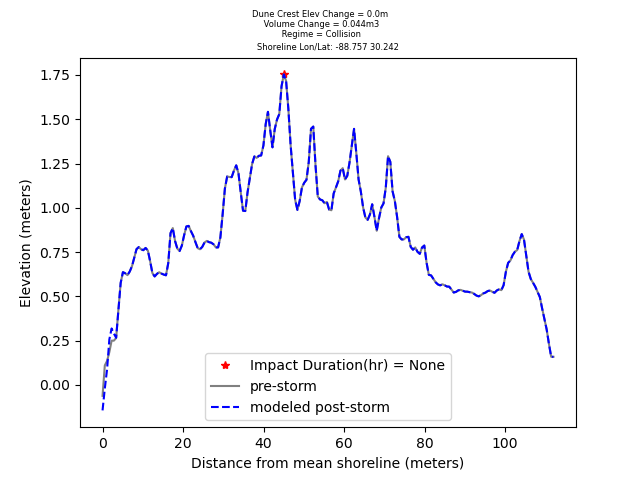 Dune Crest Elev Change = 0.0m
Volume Change = 0.044m3
Regime = Collision
Shoreline Lon/Lat: -88.757 30.242
1.75
1.50
1.25
1.00
0.75
0.50
0.25
0.00
Elevation (meters)
Impact Duration(hr) = None
pre-storm
modeled post-storm
0 20 40 60 80 100
Distance from mean shoreline (meters)